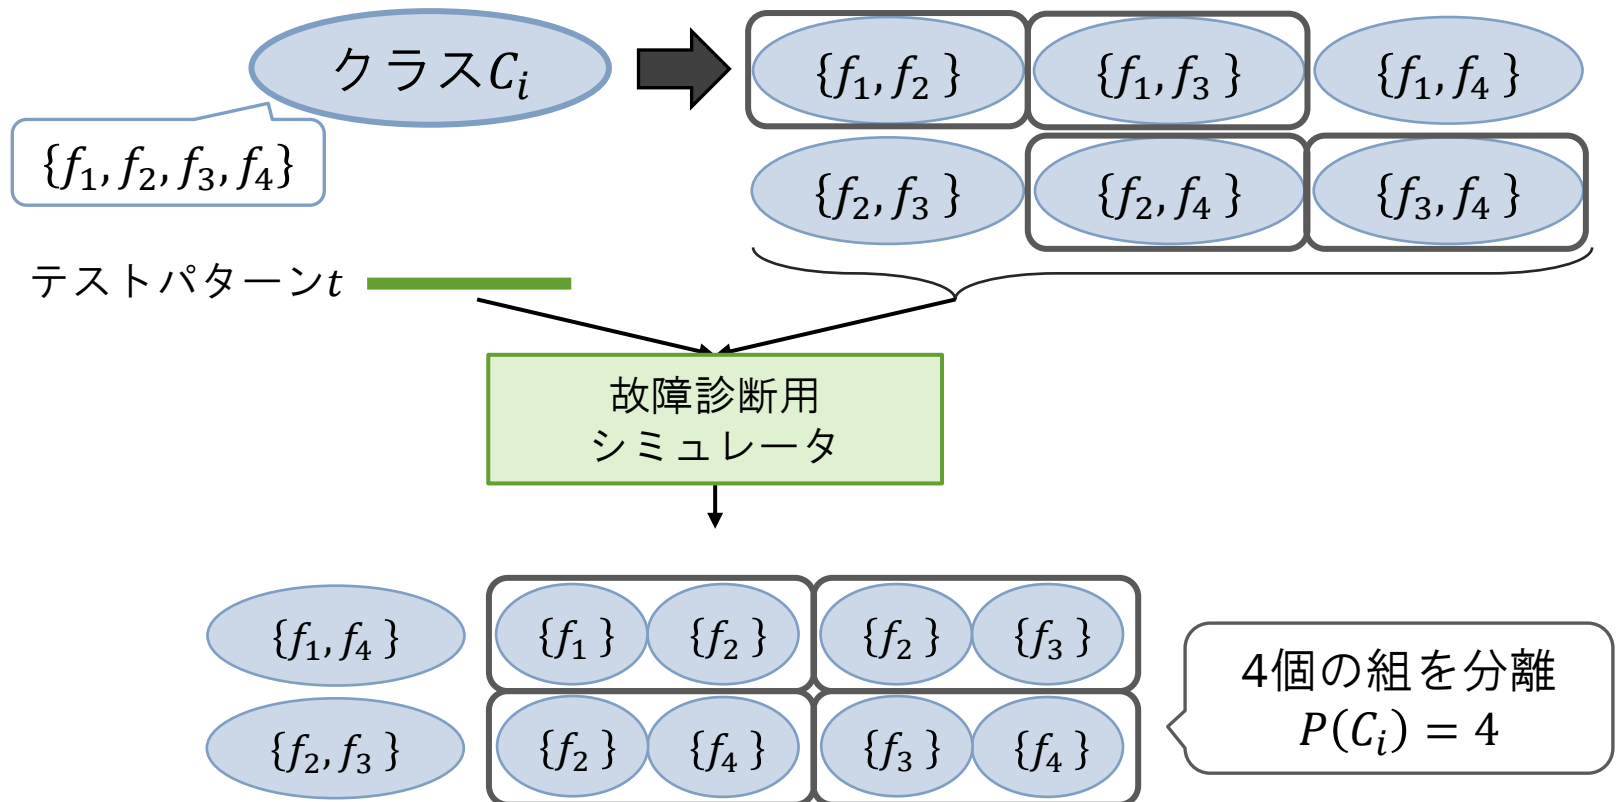 クラスC_i
{f_1, f_2, f_3, f_4}
{f_1, f_2 } {f_1, f_3 } {f_1, f_4 }
{f_2, f_3 } {f_2, f_4 } {f_3, f_4 }
テストパターンt
故障診断用
シミュレータ
{f_1, f_4 } {f_1 } {f_2 } {f_2 } {f_3 }
{f_2, f_3 } {f_2 } {f_4 } {f_3 } {f_4 }
4個の組を分離
P(C_i) = 4